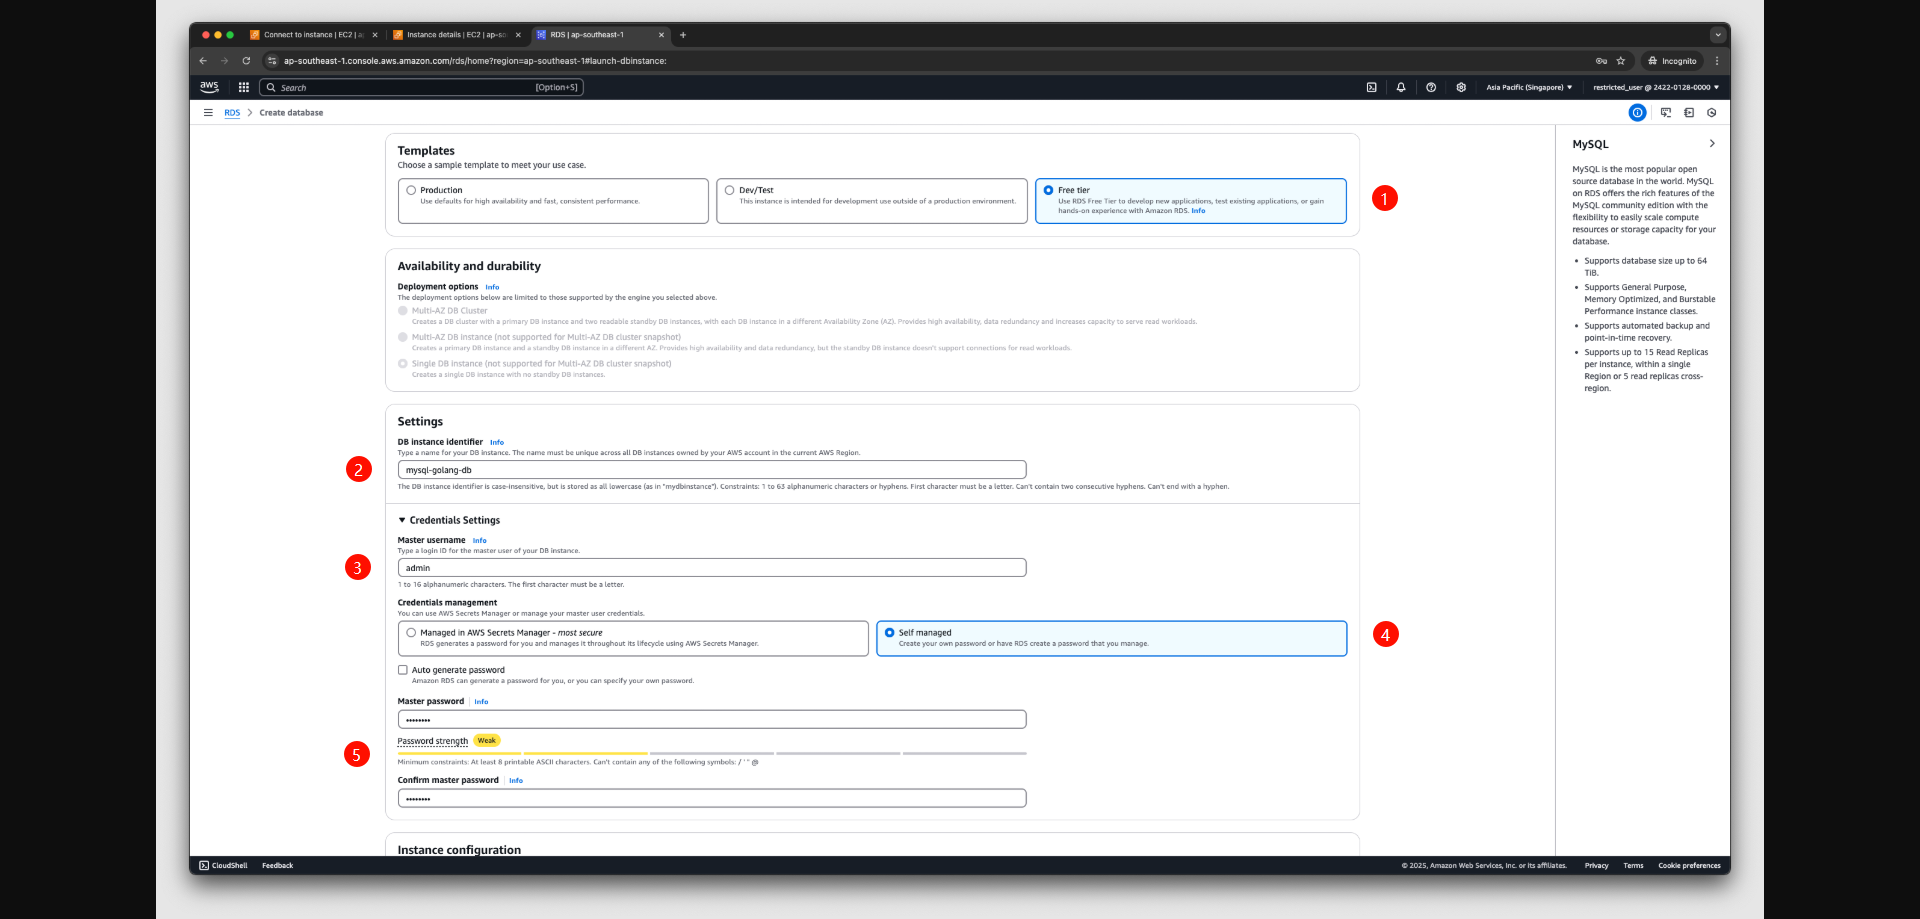 Connect to instance | EC2 | a
Instance details | EC2 | ap-so
RDS | ap-southeast-1
ap-southeast-1.console.aws.amazon.com/rds/home?region=ap-southeast-1#launch-dbinstance:
Incognito
aws
Search
[Option+S]
Asia Pacific (Singapore)
restricted_user @ 2422-0128-0000
RDS
Create database
Templates
Choose a sample template to meet your use case.
Production
Use defaults for high availability and fast, consistent performance.
Dev/Test
This instance is intended for development use outside of a production environment.
Free tier
Use RDS Free Tier to develop new applications, test existing applications, or gain
hands-on experience with Amazon RDS. Info
1
Availability and durability
Deployment options Info
The deployment options below are limited to those supported by the engine you selected above.
Multi-AZ DB Cluster
Creates a DB cluster with a primary DB instance and two readable standby DB instances, with each DB instance in a different Availability Zone (AZ). Provides high availability, data redundancy and increases capacity to serve read workloads.
Multi-AZ DB instance (not supported for Multi-AZ DB cluster snapshot)
Creates a primary DB instance and a standby DB instance in a different AZ. Provides high availability and data redundancy, but the standby DB instance doesn't support connections for read workloads.
Single DB instance (not supported for Multi-AZ DB cluster snapshot)
Creates a single DB instance with no standby DB instances.
Settings
DB instance identifier Info
Type a name for your DB instance. The name must be unique across all DB instances owned by your AWS account in the current AWS Region.
2
mysql-golang-db
The DB instance identifier is case-insensitive, but is stored as all lowercase (as in "mydbinstance"). Constraints: 1 to 63 alphanumeric characters or hyphens. First character must be a letter. Can't contain two consecutive hyphens. Can't end with a hyphen.
Credentials Settings
Master username Info
Type a login ID for the master user of your DB instance.
3
admin
1 to 16 alphanumeric characters. The first character must be a letter.
Credentials management
You can use AWS Secrets Manager or manage your master user credentials.
Managed in AWS Secrets Manager - most secure
RDS generates a password for you and manages it throughout its lifecycle using AWS Secrets Manager.
Self managed
Create your own password or have RDS create a password that you manage.
4
Auto generate password
Amazon RDS can generate a password for you, or you can specify your own password.
Master password Info
••••••••
5
Password strength Weak
Minimum constraints: At least 8 printable ASCII characters. Can't contain any of the following symbols: / ' " @
Confirm master password Info
••••••••
Instance configuration
MySQL
MySQL is the most popular open
source database in the world. MySQL
on RDS offers the rich features of the
MySQL community edition with the
flexibility to easily scale compute
resources or storage capacity for your
database.
• Supports database size up to 64
TiB.
• Supports General Purpose,
Memory Optimized, and Burstable
Performance instance classes.
• Supports automated backup and
point-in-time recovery.
• Supports up to 15 Read Replicas
per instance, within a single
Region or 5 read replicas cross-
region.
CloudShell
Feedback
© 2025, Amazon Web Services, Inc. or its affiliates.
Privacy
Terms
Cookie preferences